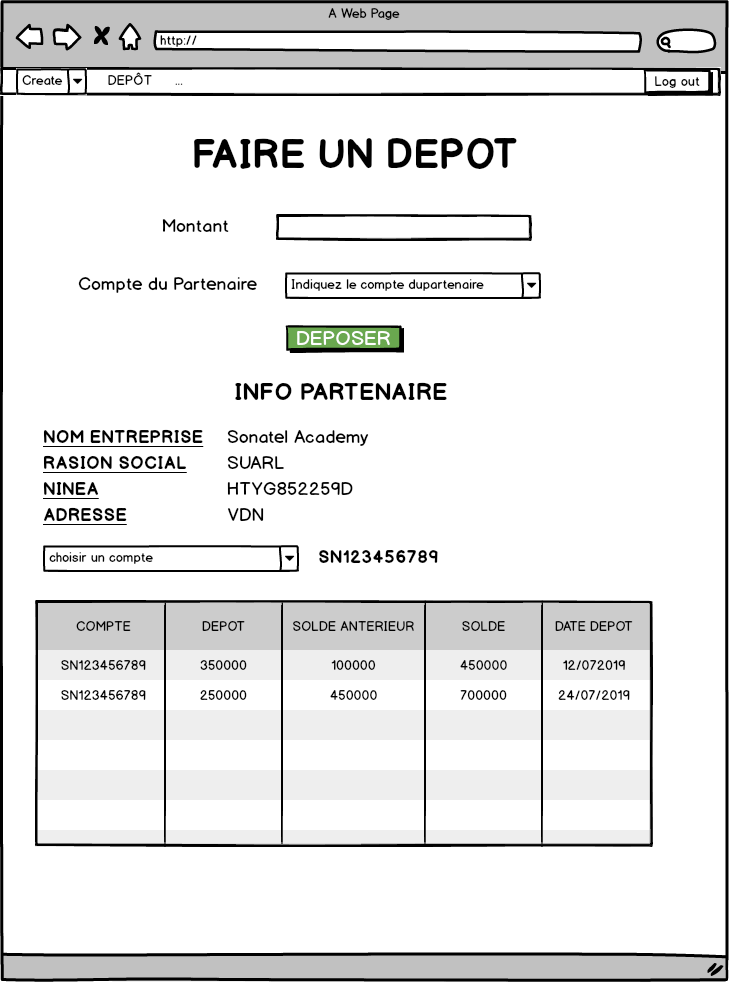 A Web Page
http://
Create DEPÔT ... Log out
FAIRE UN DEPOT
Montant
Compte du Partenaire Indiquez le compte dupartenaire
DEPOSER
INFO PARTENAIRE
NOM ENTREPRISE Sonatel Academy
RASION SOCIAL SUARL
NINEA HTYG852259D
ADRESSE VDN
choisir un compte SN123456789
COMPTE DEPOT SOLDE ANTERIEUR SOLDE DATE DEPOT
SN123456789 350000 100000 450000 12/072019
SN123456789 250000 450000 700000 24/07/2019